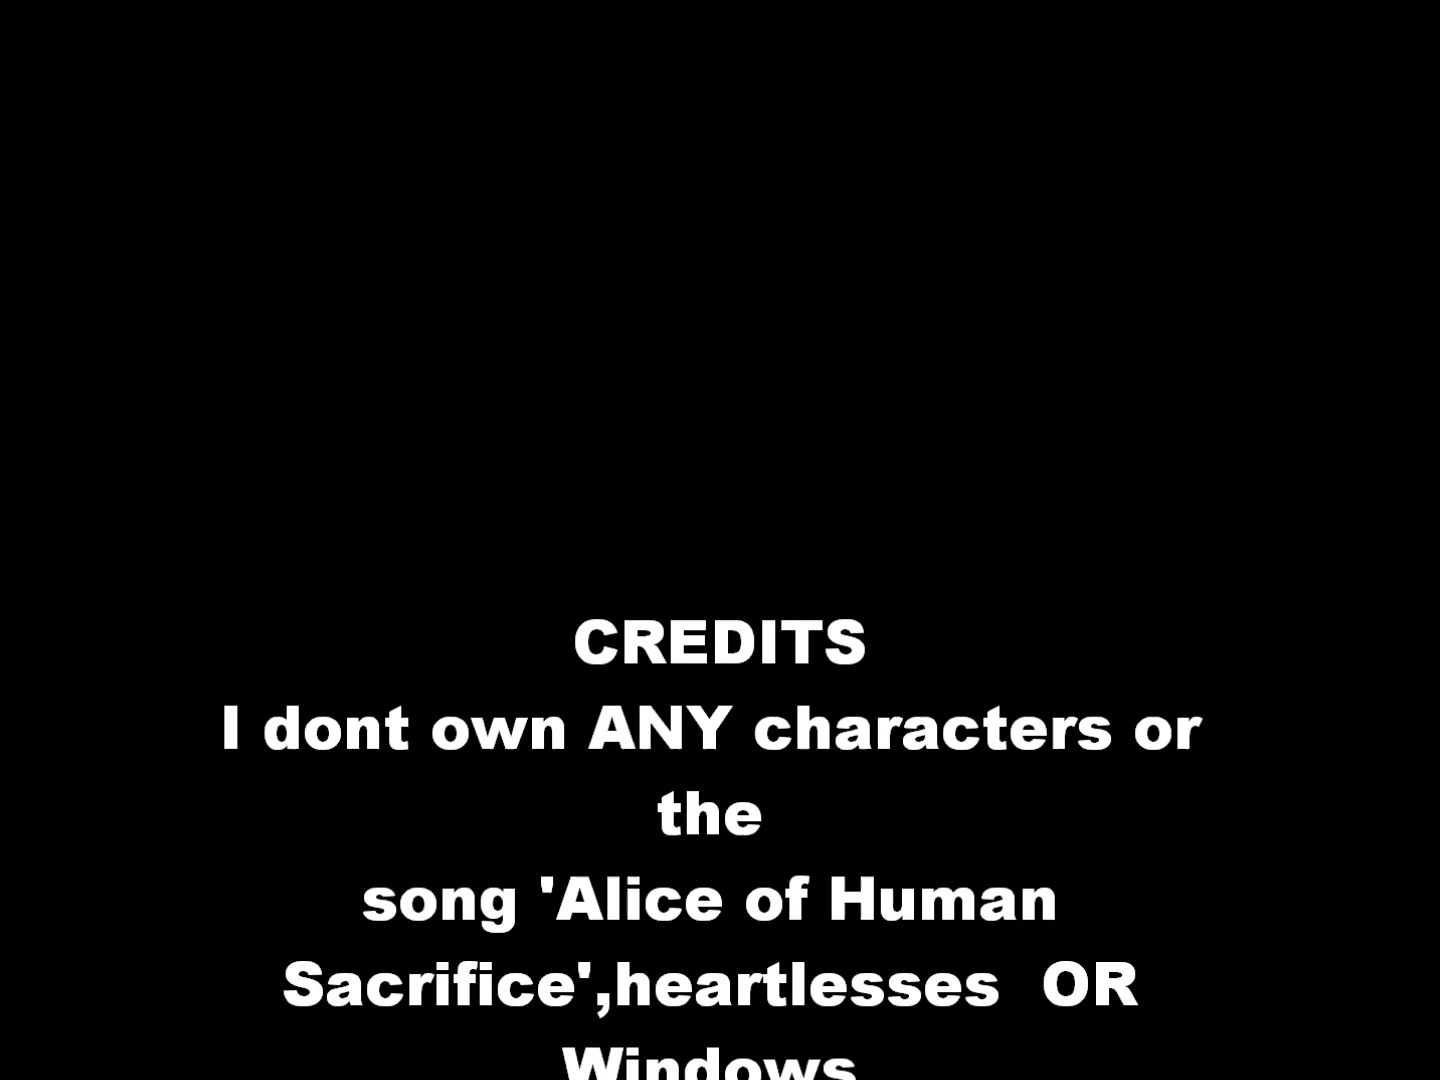 CREDITS
I dont own ANY characters or
the
song 'Alice of Human
Sacrifice',heartlesses  OR
Windows